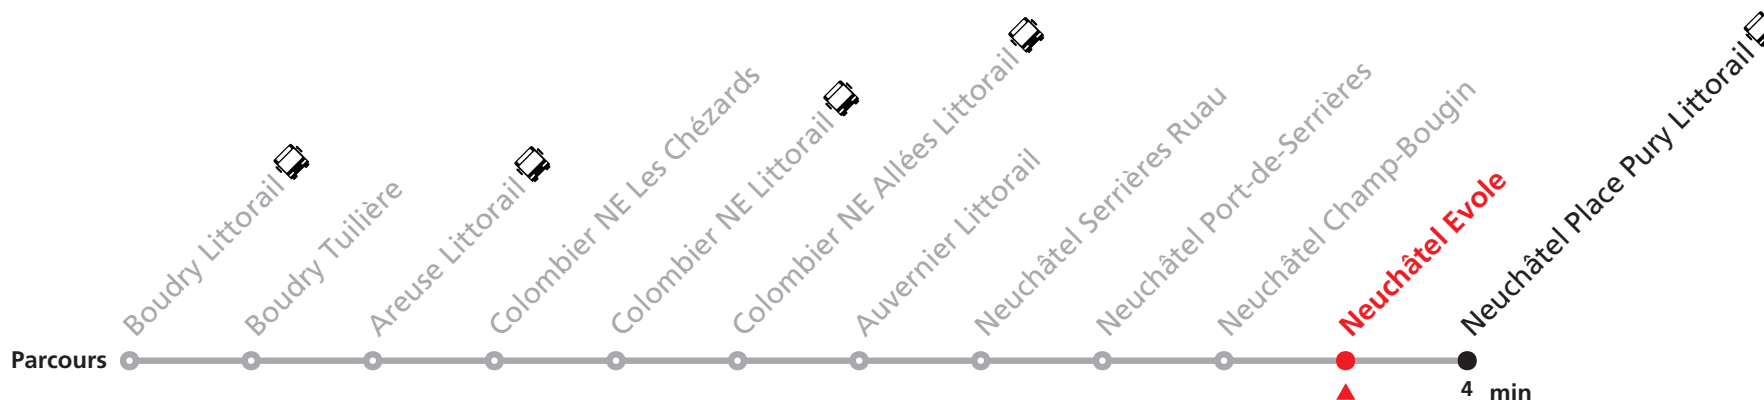 Parcours
Boudry Littorail
Boudry Tuilière
Areuse Littorail
Colombier NE Les Chézards
Colombier NE Littorail
Colombier NE Allées Littorail
Auvernier Littorail
Neuchâtel Serrières Ruau
Neuchâtel Port-de-Serrières
Neuchâtel Champ-Bougin
Neuchâtel Evole
Neuchâtel Place Pury Littorail
4 min